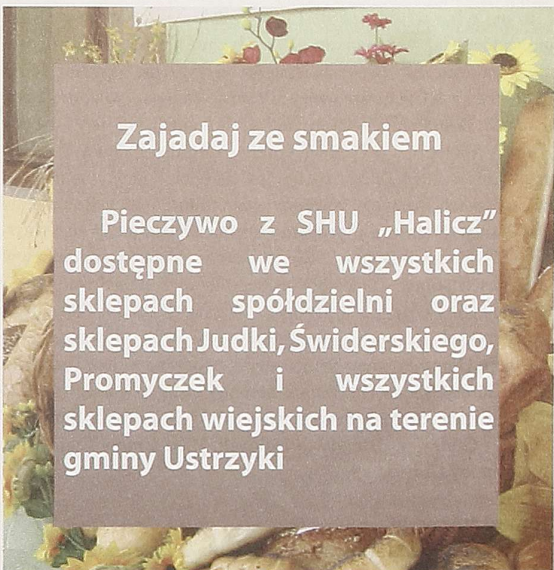 Zajadaj ze smakiem
Pieczywo z SHU „Halicz”
dostępne we wszystkich
sklepach spółdzielni oraz
sklepach Judki, Świderskiego,
Promyczek i wszystkich
sklepach wiejskich na terenie
gminy Ustrzyki